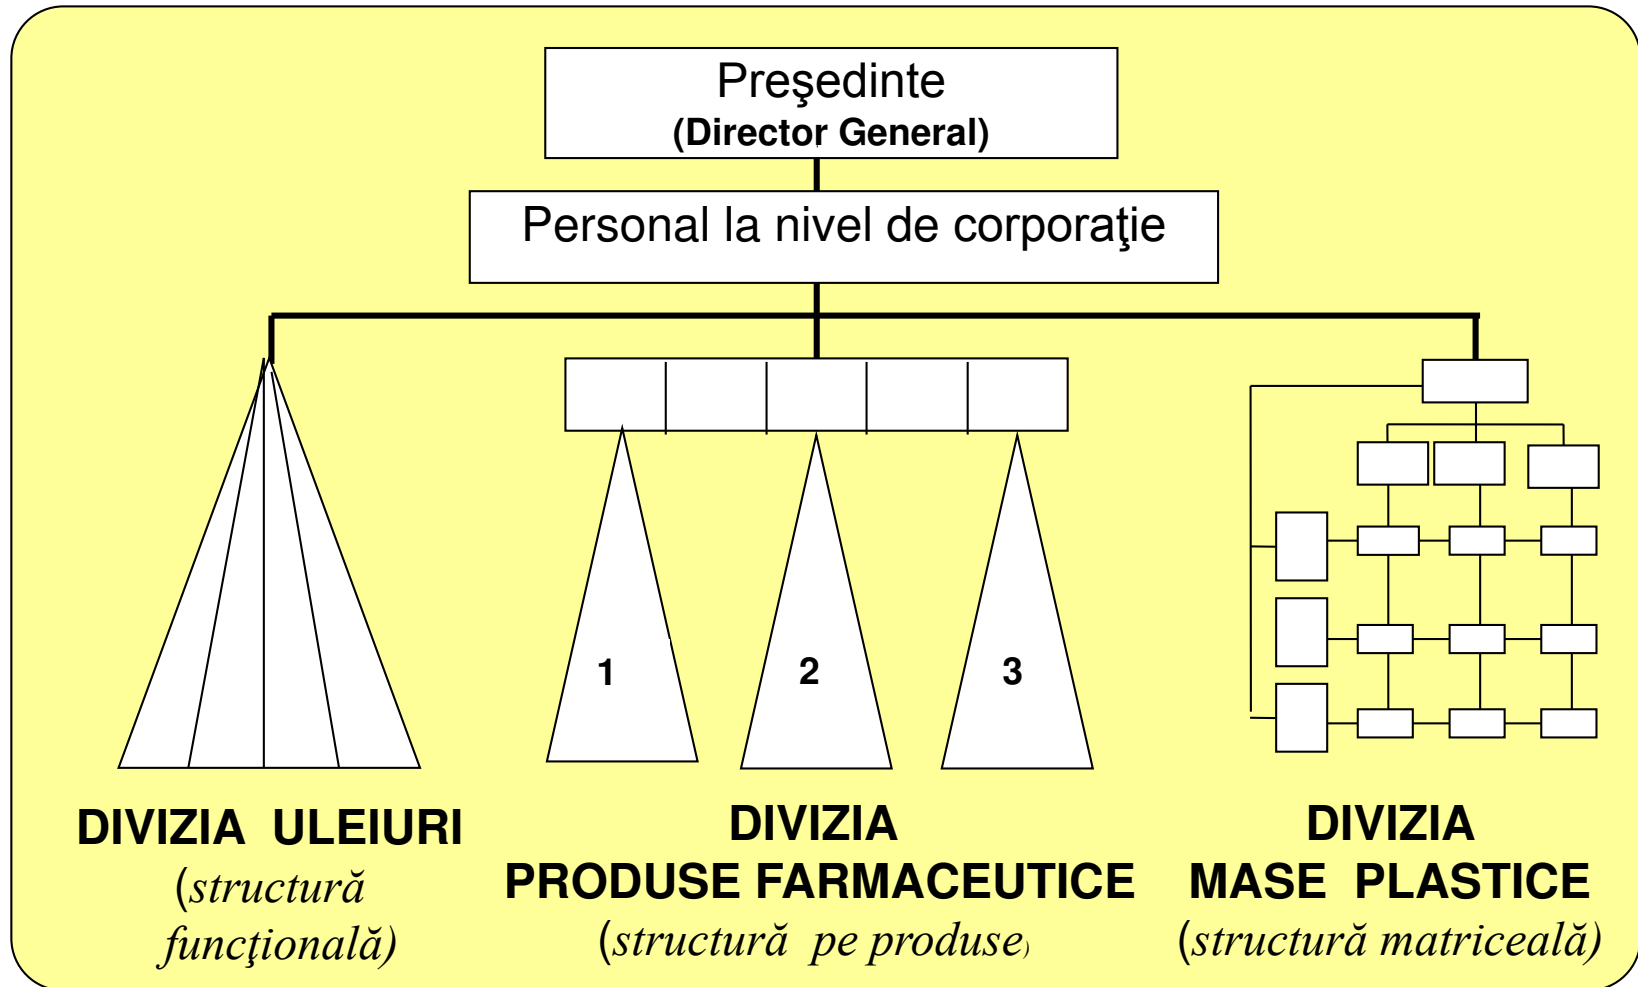 Preşedinte
(Director General)
Personal la nivel de corporaţie
1
2
3
DIVIZIA ULEIURI
(structură
funcţională)
DIVIZIA
PRODUSE FARMACEUTICE
(structură pe produse)
DIVIZIA
MASE PLASTICE
(structură matriceală)